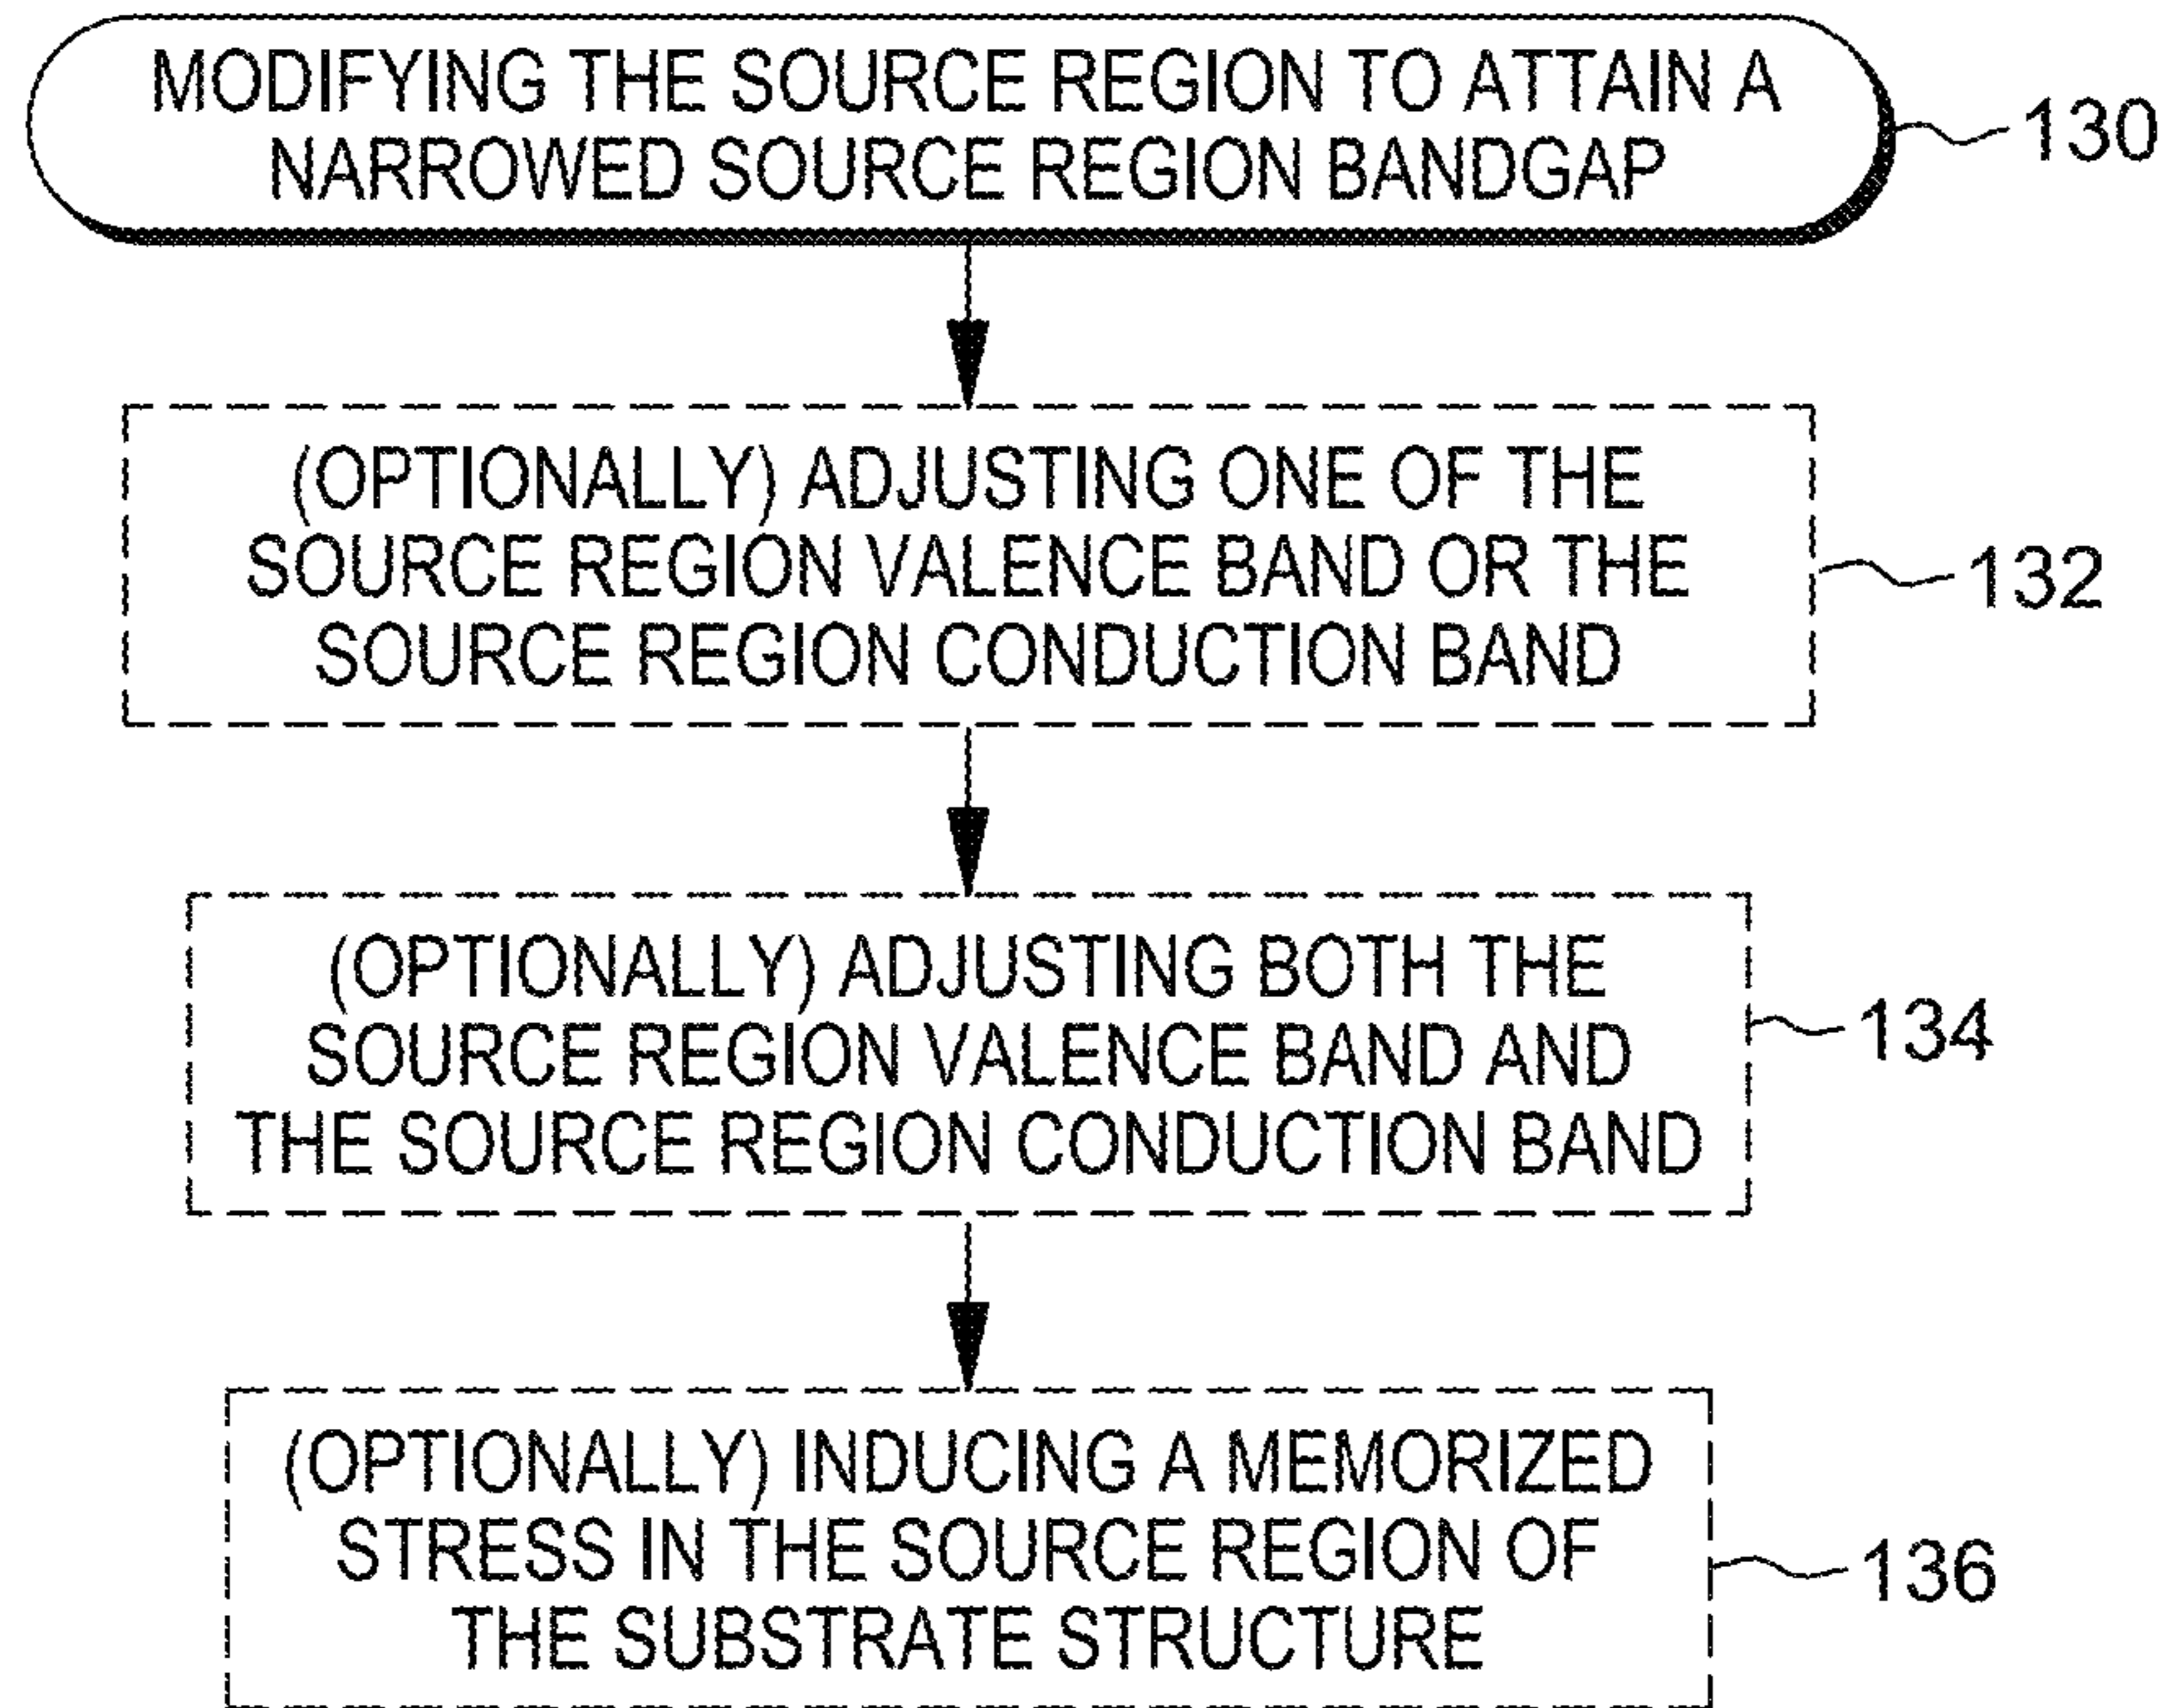 MODIFYING THE SOURCE REGION TO ATTAIN A
NARROWED SOURCE REGION BANDGAP
130
(OPTIONALLY) ADJUSTING ONE OF THE
SOURCE REGION VALENCE BAND OR THE
SOURCE REGION CONDUCTION BAND
132
(OPTIONALLY) ADJUSTING BOTH THE
SOURCE REGION VALENCE BAND AND
THE SOURCE REGION CONDUCTION BAND
134
(OPTIONALLY) INDUCING A MEMORIZED
STRESS IN THE SOURCE REGION OF
THE SUBSTRATE STRUCTURE
136